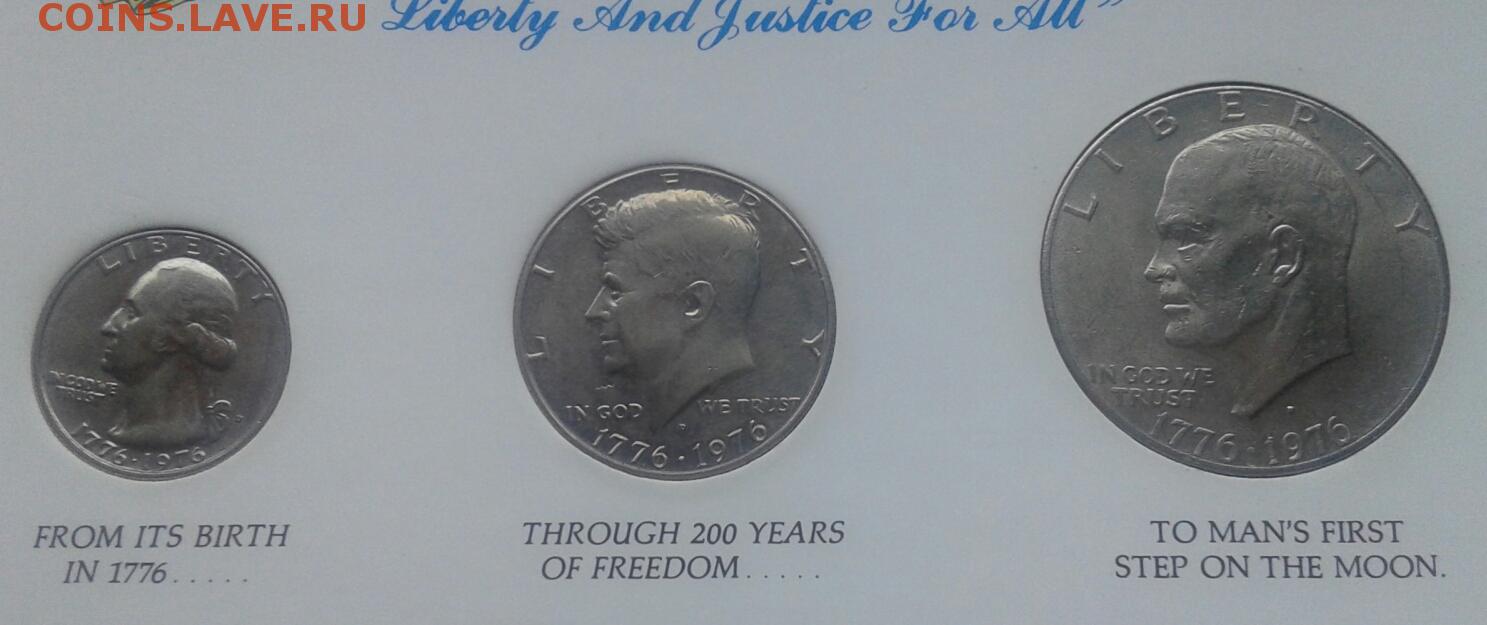 COINS.LAVE.RU
Liberty And Justice For All”
LIBERTY
IN GOD WE
TRUST
D
1776·1976
LIBERTY
IN GOD WE TRUST
D
1776·1976
LIBERTY
IN GOD WE
TRUST
D
1776·1976
FROM ITS BIRTH
IN 1776.....
THROUGH 200 YEARS
OF FREEDOM.....
TO MAN'S FIRST
STEP ON THE MOON.